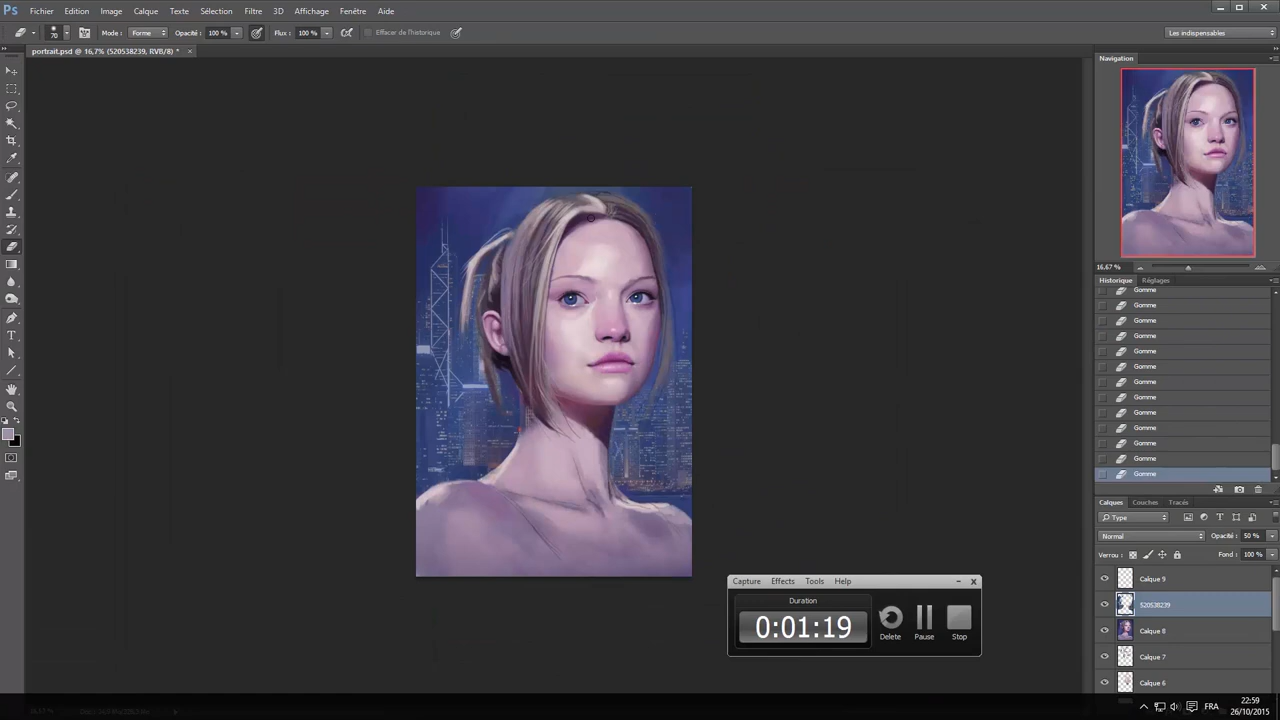 Ps Fichier Edition Image Calque Texte Sélection Filtre 3D Affichage Fenêtre Aide
70 Mode : Forme Opacité : 100 % Flux : 100 % Effacer de l'historique Les indispensables
portrait.psd @ 16,7% (520538239, RVB/8) * ×
Navigation
16,67 %
Historique Réglages
Gomme
Gomme
Gomme
Gomme
Gomme
Gomme
Gomme
Gomme
Gomme
Gomme
Gomme
Gomme
Gomme
Calques Couches Tracés
Type
Normal Opacité : 50 %
Verrou : Fond : 100 %
Calque 9
520538239
Calque 8
Calque 7
Calque 6
Capture Effects Tools Help
Duration
0:01:19
Delete Pause Stop
FRA
22:59
26/10/2015